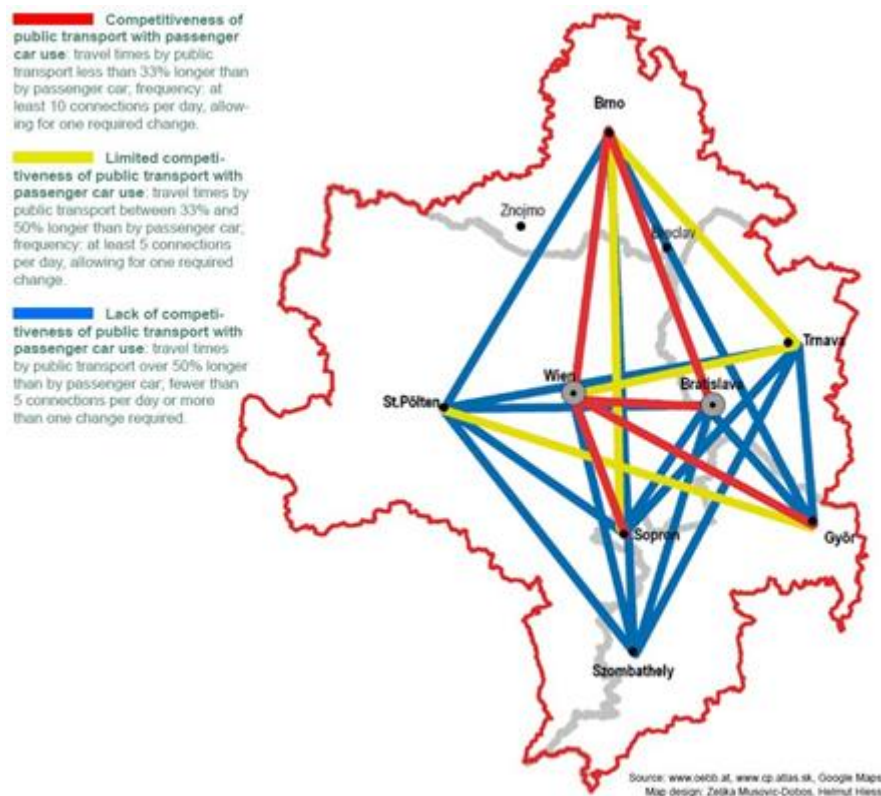 Competitiveness of
public transport with passenger
car use: travel times by public
transport less than 33% longer than
by passenger car; frequency: at
least 10 connections per day, allow-
ing for one required change.
Limited competi-
tiveness of public transport with
passenger car use: travel times by
public transport between 33% and
50% longer than by passenger car;
frequency: at least 5 connections
per day, allowing for one required
change.
Lack of competi-
tiveness of public transport with
passenger car use: travel times
by public transport over 50% longer
than by passenger car; fewer than
5 connections per day or more
than one change required.
Brno
Znojmo
Breclav
Trnava
Wien
Bratislava
St.Pölten
Sopron
Györ
Szombathely
Source: www.oebb.at, www.cp.atlas.sk, Google Maps
Map design: Zelika Musovic-Dobos, Helmut Hiess